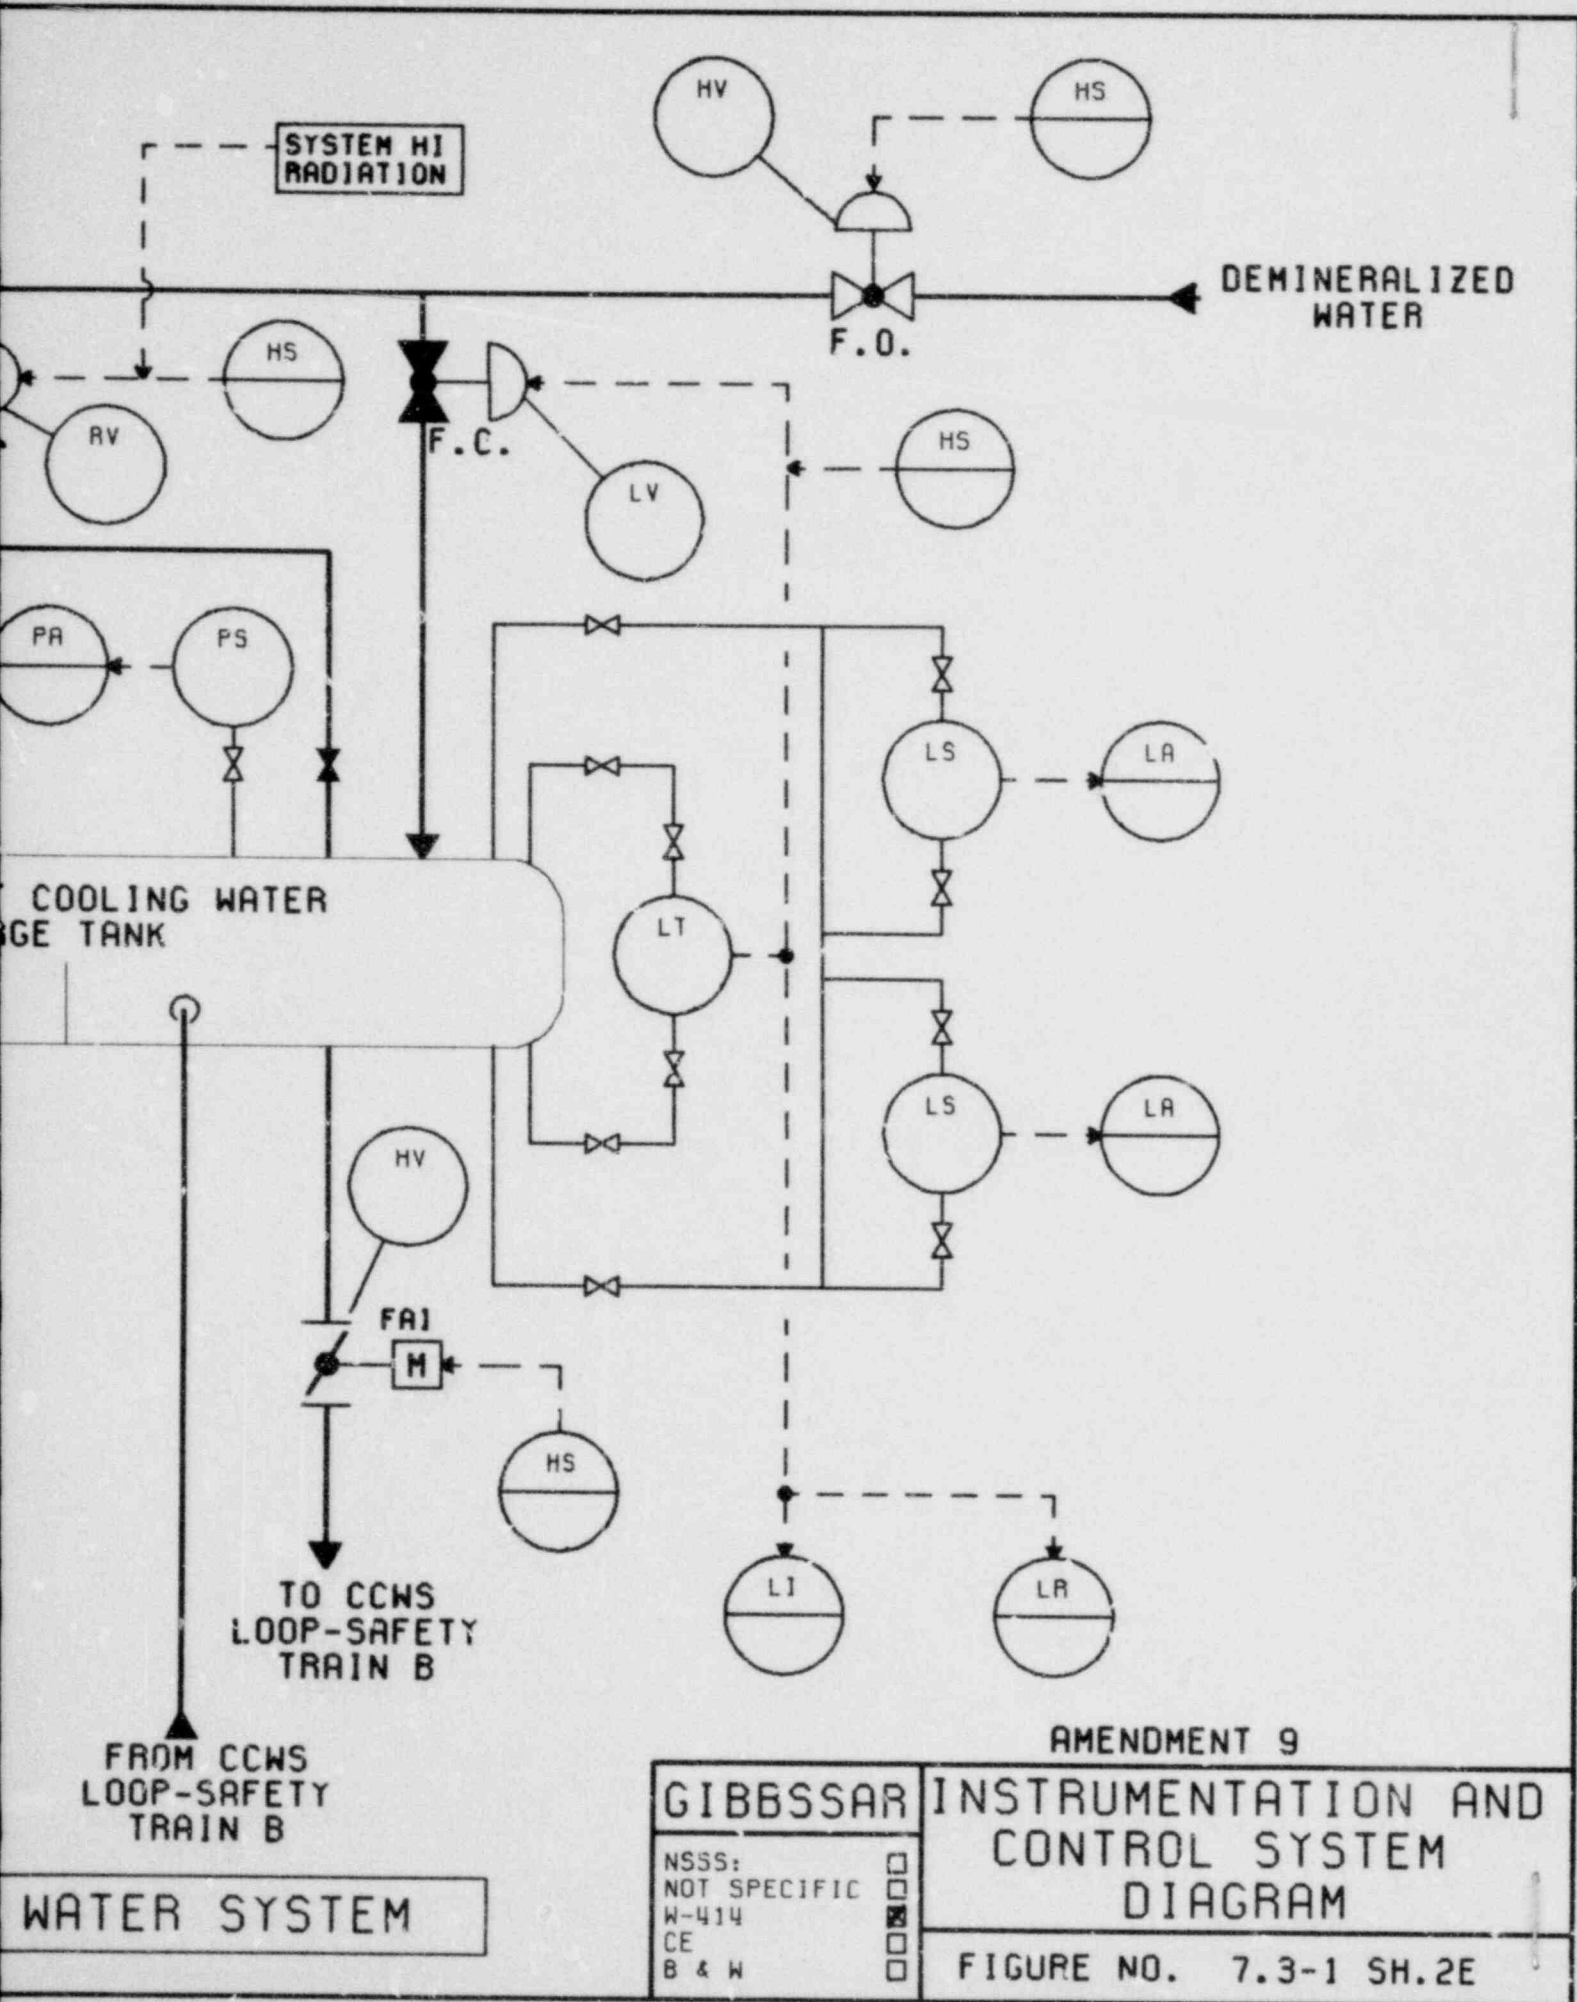 HV
HS
SYSTEM HI
RADIATION
DEMINERALIZED
WATER
F.O.
HS
RV
F.C.
LV
HS
PA
PS
LS
LA
COOLING WATER
GE TANK
LT
LS
LA
HV
FAI
M
HS
LI
LR
TO CCWS
LOOP-SAFETY
TRAIN B
FROM CCWS
LOOP-SAFETY
TRAIN B
WATER SYSTEM
AMENDMENT 9
GIBBSSAR
NSSS:
NOT SPECIFIC
W-414
CE
B & W
INSTRUMENTATION AND
CONTROL SYSTEM
DIAGRAM
FIGURE NO. 7.3-1 SH.2E